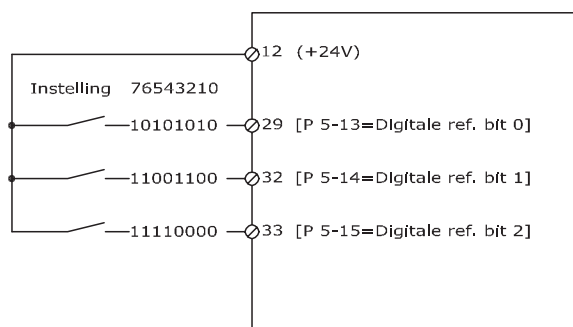 12 (+24V)
Instelling 76543210
10101010 29 [P 5-13=DIgitale ref. bit 0]
11001100 32 [P 5-14=DIgitale ref. bit 1]
11110000 33 [P 5-15=DIgitale ref. bit 2]